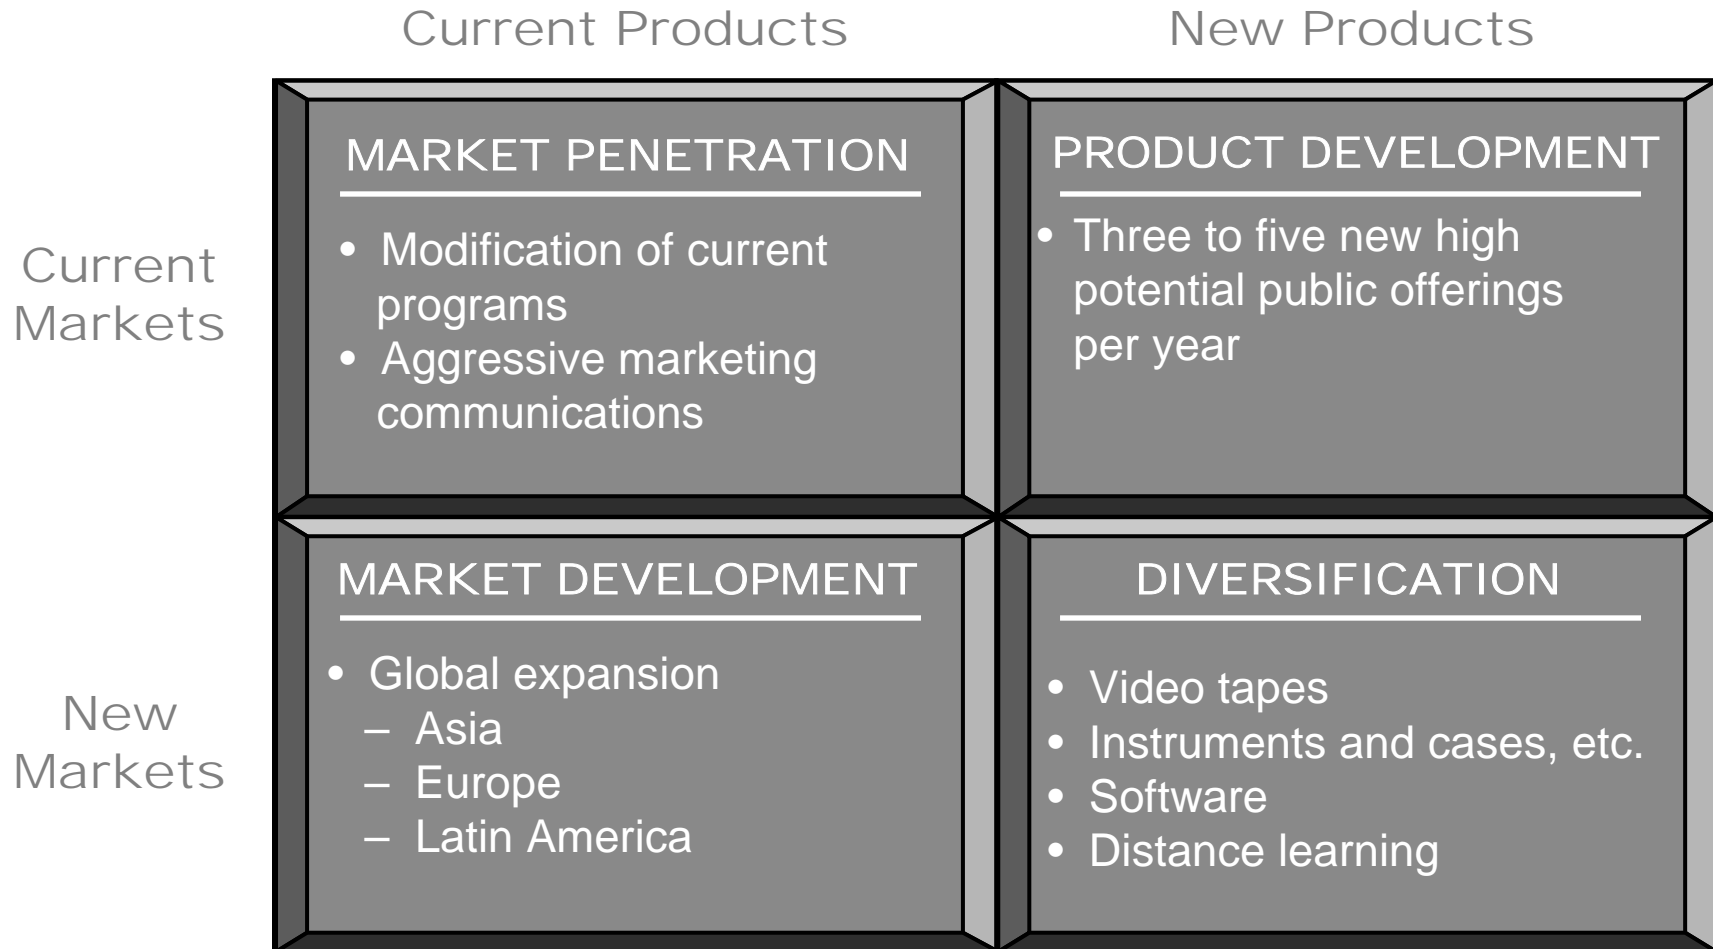 Current Products
New Products
Current
Markets
MARKET PENETRATION
• Modification of current
programs
• Aggressive marketing
communications
PRODUCT DEVELOPMENT
• Three to five new high
potential public offerings
per year
New
Markets
MARKET DEVELOPMENT
• Global expansion
– Asia
– Europe
– Latin America
DIVERSIFICATION
• Video tapes
• Instruments and cases, etc.
• Software
• Distance learning